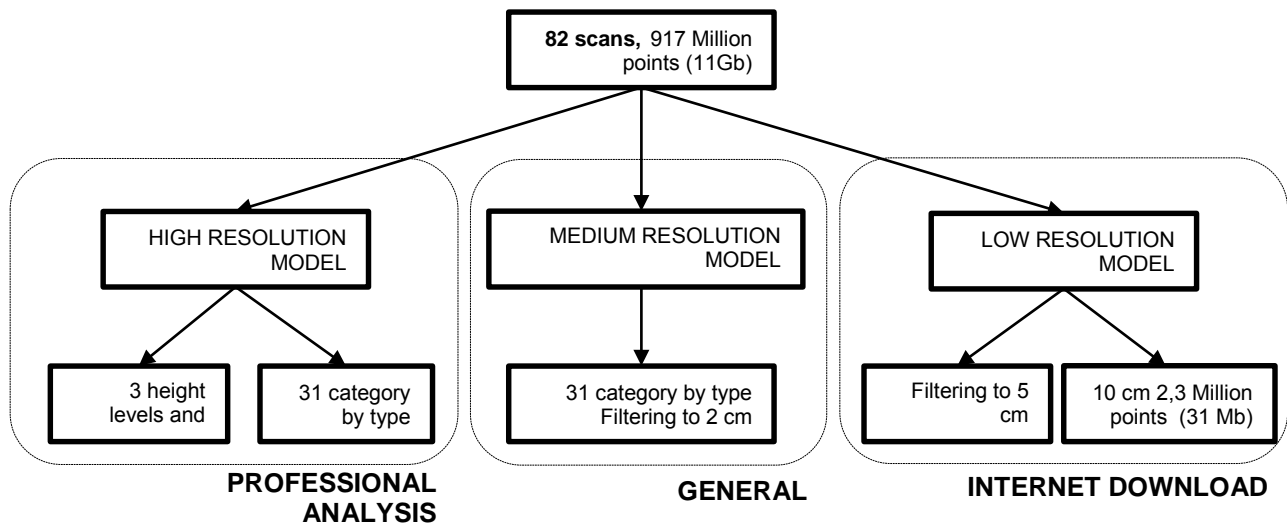 82 scans, 917 Million
points (11Gb)
HIGH RESOLUTION
MODEL
MEDIUM RESOLUTION
MODEL
LOW RESOLUTION
MODEL
3 height
levels and
31 category
by type
31 category by type
Filtering to 2 cm
Filtering to 5
cm
10 cm 2,3 Million
points (31 Mb)
PROFESSIONAL
ANALYSIS
GENERAL
INTERNET DOWNLOAD